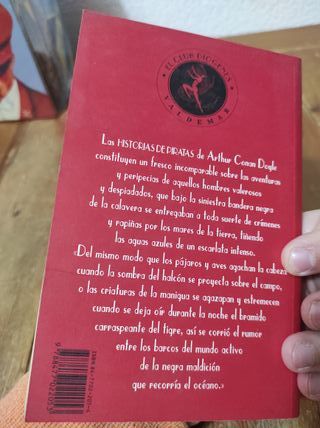 EL CLUB DIOGENES
VALDEMAR
Las HISTORIAS DE PIRATAS de Arthur Conan Doyle
constituyen un fresco incomparable sobre las aventuras
y peripecias de aquellos hombres valerosos
y despiadados, que bajo la siniestra bandera negra
de la calavera se entregaban a toda suerte de crímenes
y rapiñas por los mares de la tierra, tiñendo
las aguas azules de un escarlata intenso.
«Del mismo modo que los pájaros y aves agachan la cabeza
cuando la sombra del halcón se proyecta sobre el campo,
o las criaturas de la manigua se agazapan y estremecen
cuando se deja oír durante la noche el bramido
carraspeante del tigre, así se corrió el rumor
entre los barcos del mundo activo
de la negra maldición
que recorría el océano.»